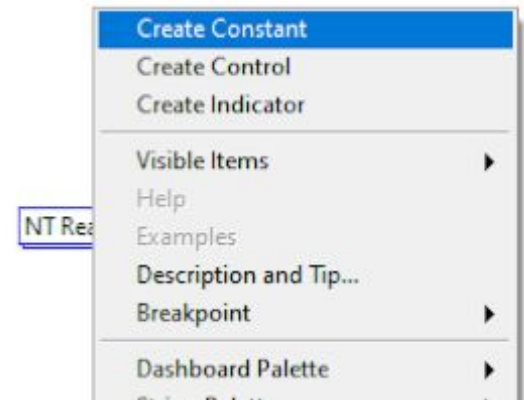 Create Constant
Create Control
Create Indicator
Visible Items
Help
NT Rea
Examples
Description and Tip...
Breakpoint
Dashboard Palette